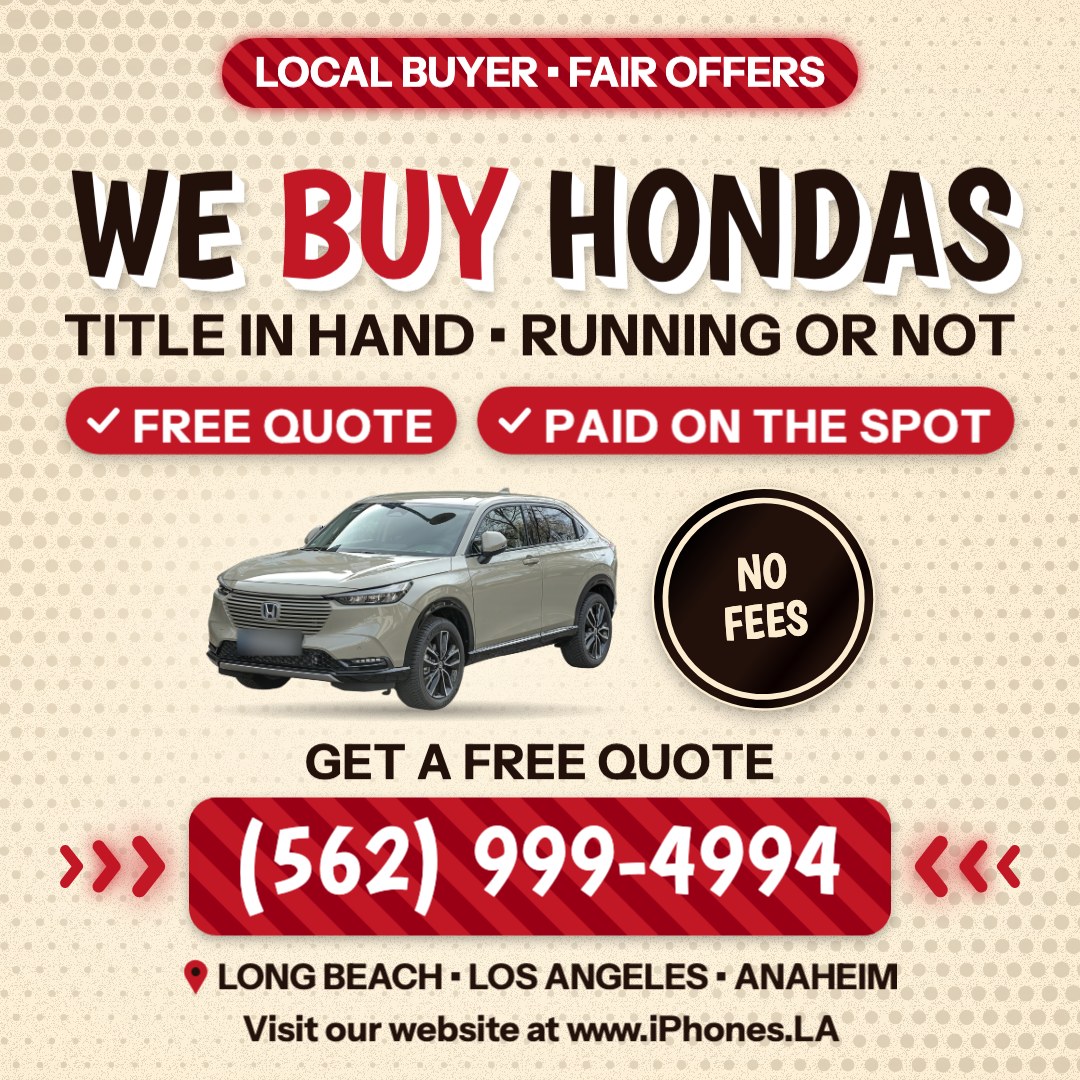 LOCAL BUYER ▪ FAIR OFFERS
WE BUY HONDAS
TITLE IN HAND ▪ RUNNING OR NOT
✓ FREE QUOTE ✓ PAID ON THE SPOT
NO
FEES
GET A FREE QUOTE
(562) 999-4994
LONG BEACH ▪ LOS ANGELES ▪ ANAHEIM
Visit our website at www.iPhones.LA